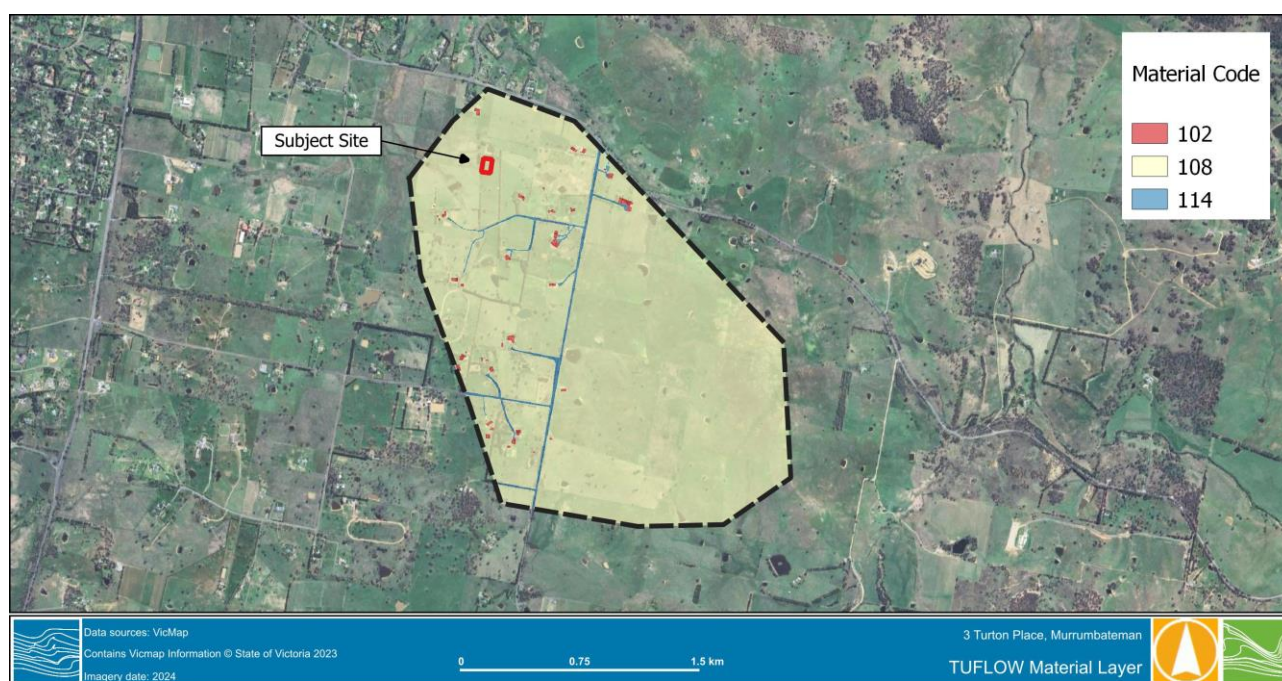 Material Code
102
108
114
Subject Site
Data sources: VicMap
Contains Vicmap Information © State of Victoria 2023
Imagery date: 2024
0 0.75 1.5 km
3 Turton Place, Murrumbateman
TUFLOW Material Layer